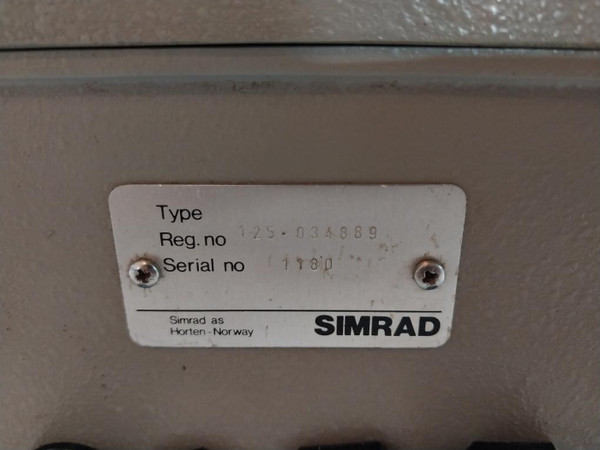 Type
Reg. no 125-034889
Serial no 1180
Simrad as
Horten - Norway
SIMRAD